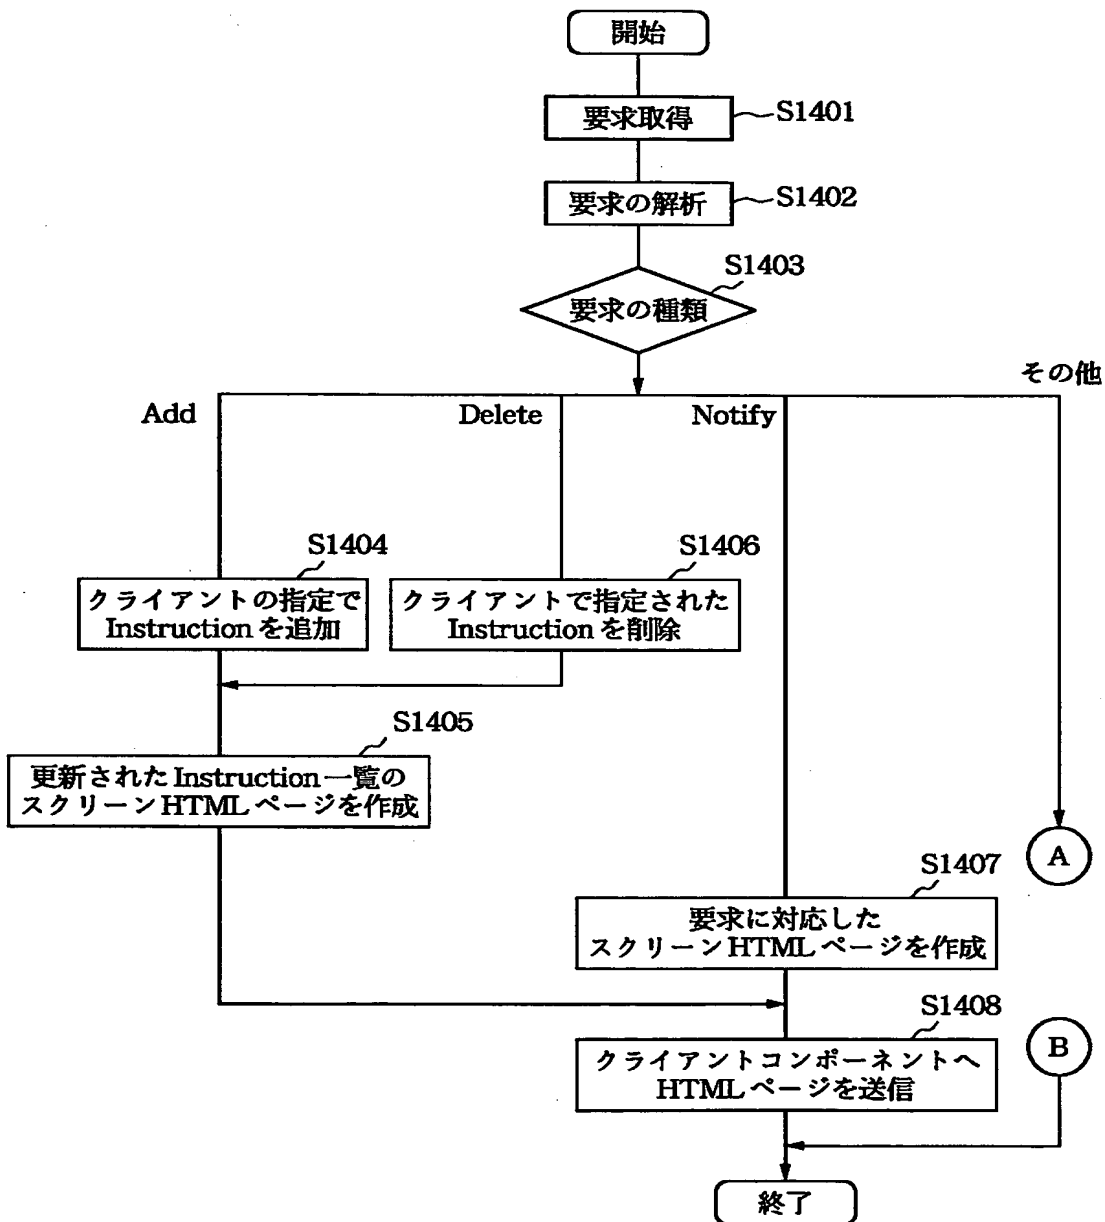 開始
要求取得
S1401
要求の解析
S1402
S1403
要求の種類
その他
Add
Delete
Notify
S1404
クライアントの指定で
Instructionを追加
S1406
クライアントで指定された
Instructionを削除
S1405
更新されたInstruction一覧の
スクリーンHTMLページを作成
A
S1407
要求に対応した
スクリーンHTMLページを作成
S1408
クライアントコンポーネントへ
HTMLページを送信
B
終了